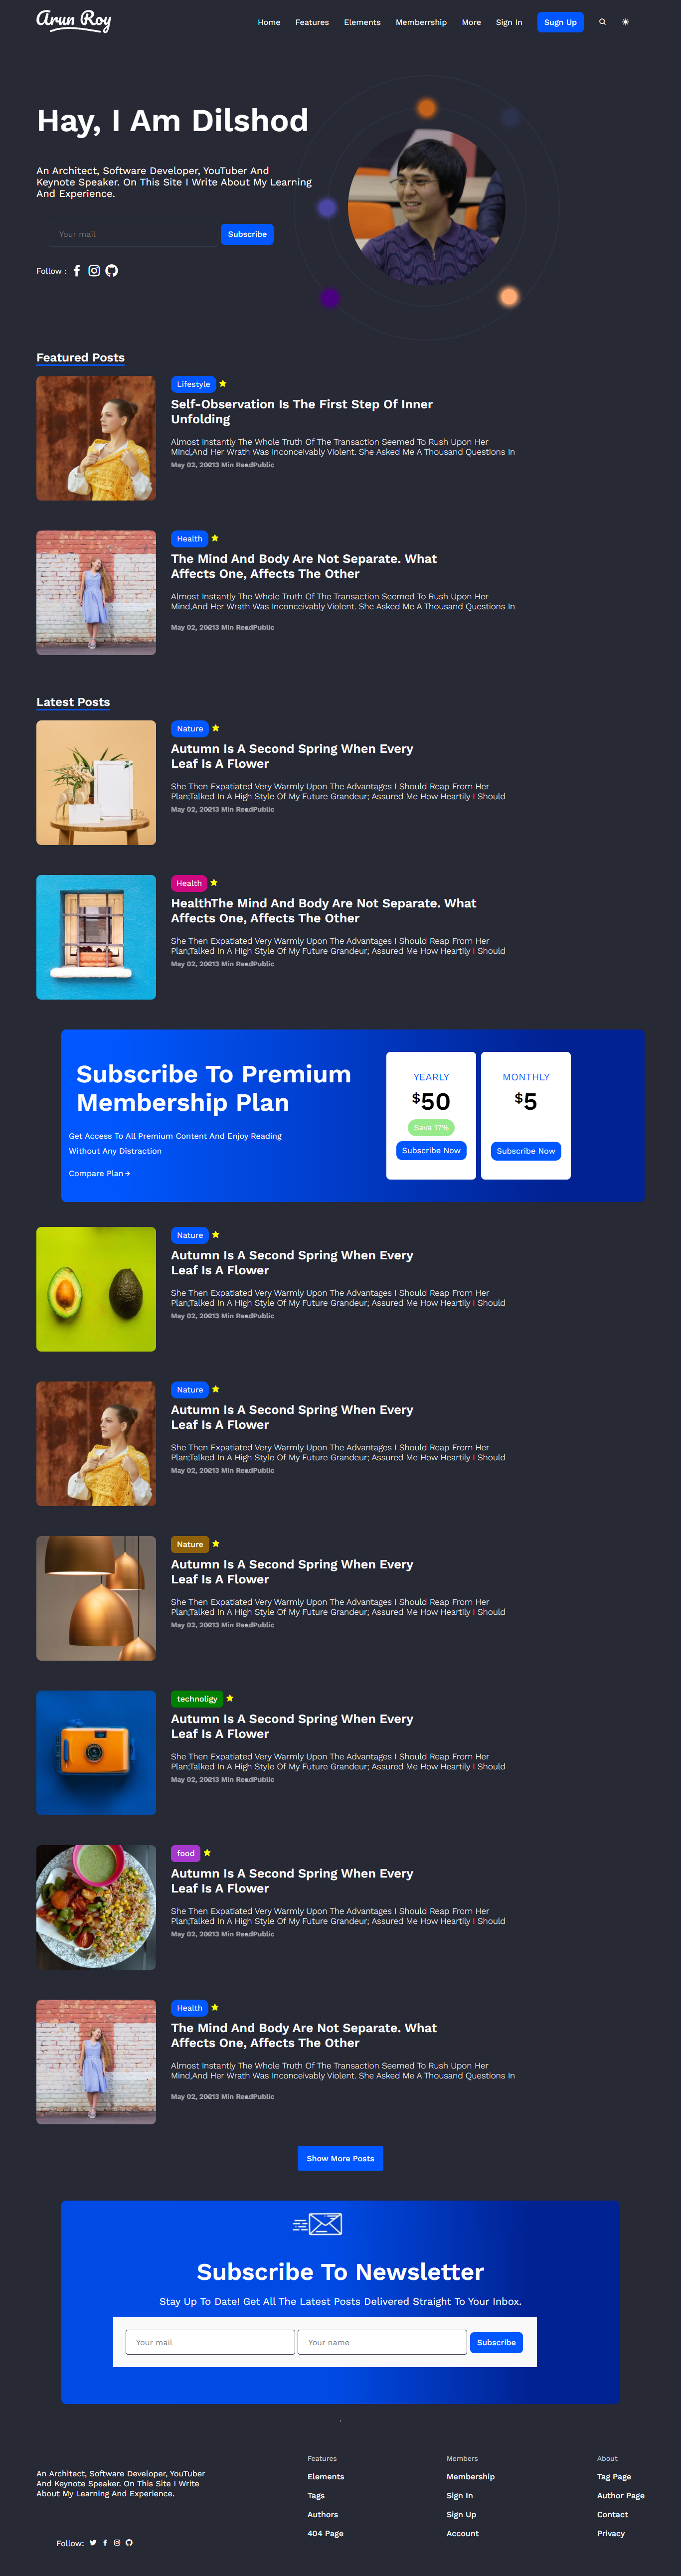 Arun Roy
Home Features Elements Memberrship More Sign In Sugn Up
Hay, I Am Dilshod
An Architect, Software Developer, YouTuber And
Keynote Speaker. On This Site I Write About My Learning
And Experience.
Your mail Subscribe
Follow :
Featured Posts
Lifestyle
Self-Observation Is The First Step Of Inner
Unfolding
Almost Instantly The Whole Truth Of The Transaction Seemed To Rush Upon Her
Mind,And Her Wrath Was Inconceivably Violent. She Asked Me A Thousand Questions In
May 02, 20213 Min ReadPublic
Health
The Mind And Body Are Not Separate. What
Affects One, Affects The Other
Almost Instantly The Whole Truth Of The Transaction Seemed To Rush Upon Her
Mind,And Her Wrath Was Inconceivably Violent. She Asked Me A Thousand Questions In
May 02, 20213 Min ReadPublic
Latest Posts
Nature
Autumn Is A Second Spring When Every
Leaf Is A Flower
She Then Expatiated Very Warmly Upon The Advantages I Should Reap From Her
Plan;Talked In A High Style Of My Future Grandeur; Assured Me How Heartily I Should
May 02, 20213 Min ReadPublic
Health
HealthThe Mind And Body Are Not Separate. What
Affects One, Affects The Other
She Then Expatiated Very Warmly Upon The Advantages I Should Reap From Her
Plan;Talked In A High Style Of My Future Grandeur; Assured Me How Heartily I Should
May 02, 20213 Min ReadPublic
Subscribe To Premium
Membership Plan
Get Access To All Premium Content And Enjoy Reading
Without Any Distraction
Compare Plan →
YEARLY
$50
Sava 17%
Subscribe Now
MONTHLY
$5
Subscribe Now
Nature
Autumn Is A Second Spring When Every
Leaf Is A Flower
She Then Expatiated Very Warmly Upon The Advantages I Should Reap From Her
Plan;Talked In A High Style Of My Future Grandeur; Assured Me How Heartily I Should
May 02, 20213 Min ReadPublic
Nature
Autumn Is A Second Spring When Every
Leaf Is A Flower
She Then Expatiated Very Warmly Upon The Advantages I Should Reap From Her
Plan;Talked In A High Style Of My Future Grandeur; Assured Me How Heartily I Should
May 02, 20213 Min ReadPublic
Nature
Autumn Is A Second Spring When Every
Leaf Is A Flower
She Then Expatiated Very Warmly Upon The Advantages I Should Reap From Her
Plan;Talked In A High Style Of My Future Grandeur; Assured Me How Heartily I Should
May 02, 20213 Min ReadPublic
technoligy
Autumn Is A Second Spring When Every
Leaf Is A Flower
She Then Expatiated Very Warmly Upon The Advantages I Should Reap From Her
Plan;Talked In A High Style Of My Future Grandeur; Assured Me How Heartily I Should
May 02, 20213 Min ReadPublic
food
Autumn Is A Second Spring When Every
Leaf Is A Flower
She Then Expatiated Very Warmly Upon The Advantages I Should Reap From Her
Plan;Talked In A High Style Of My Future Grandeur; Assured Me How Heartily I Should
May 02, 20213 Min ReadPublic
Health
The Mind And Body Are Not Separate. What
Affects One, Affects The Other
Almost Instantly The Whole Truth Of The Transaction Seemed To Rush Upon Her
Mind,And Her Wrath Was Inconceivably Violent. She Asked Me A Thousand Questions In
May 02, 20213 Min ReadPublic
Show More Posts
Subscribe To Newsletter
Stay Up To Date! Get All The Latest Posts Delivered Straight To Your Inbox.
Your mail Your name Subscribe
.
An Architect, Software Developer, YouTuber
And Keynote Speaker. On This Site I Write
About My Learning And Experience.
Follow:
Features
Elements
Tags
Authors
404 Page
Members
Membership
Sign In
Sign Up
Account
About
Tag Page
Author Page
Contact
Privacy